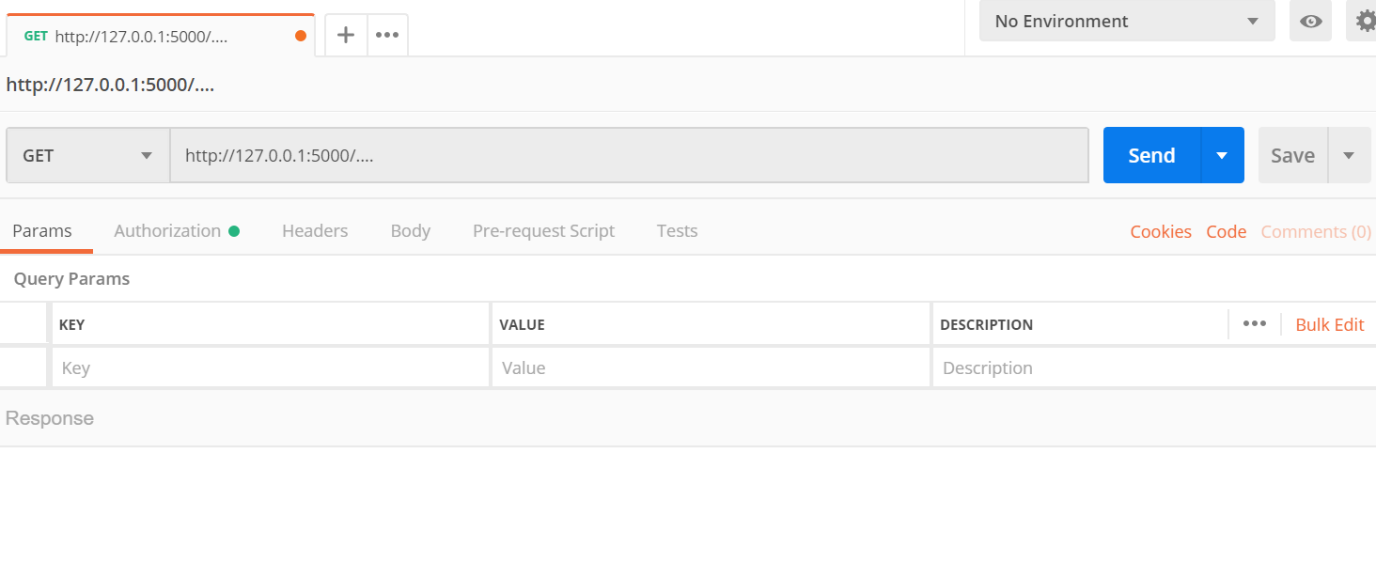 GET http://127.0.0.1:5000/....
No Environment
http://127.0.0.1:5000/....
GET http://127.0.0.1:5000/.... Send Save
Params Authorization Headers Body Pre-request Script Tests Cookies Code Comments (0)
Query Params
KEY VALUE DESCRIPTION Bulk Edit
Key Value Description
Response